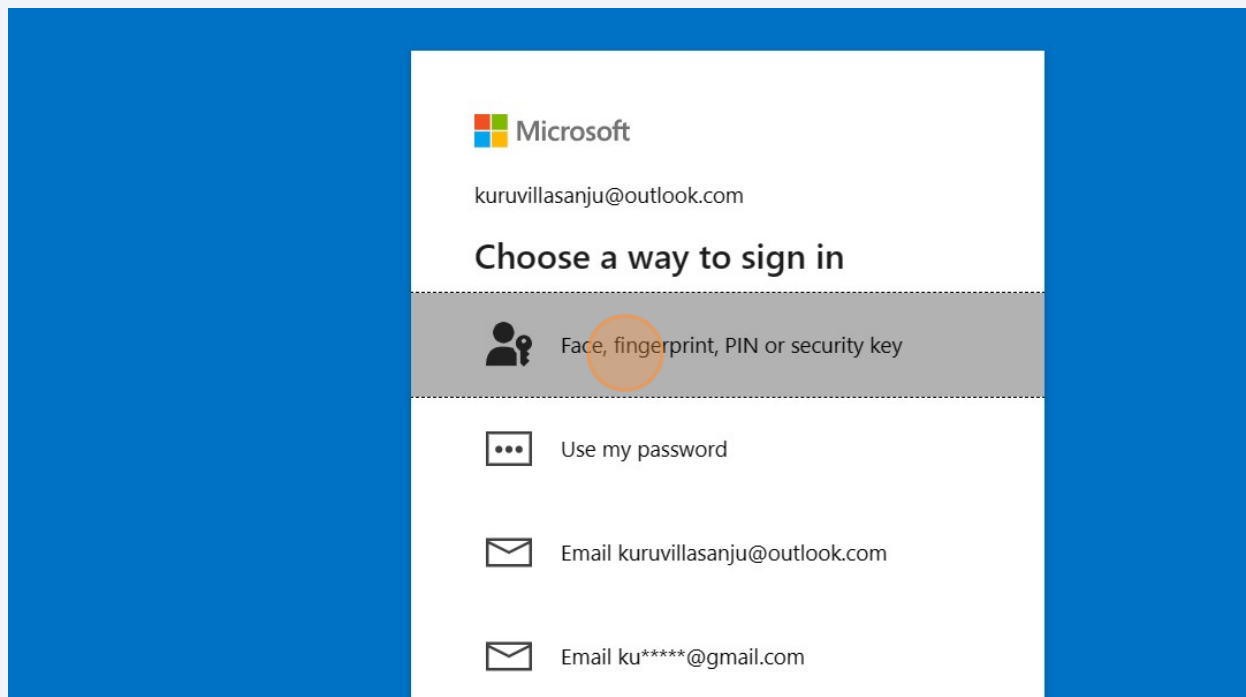 Microsoft
kuruvillasanju@outlook.com
Choose a way to sign in
Face, fingerprint, PIN or security key
Use my password
Email kuruvillasanju@outlook.com
Email ku*****@gmail.com